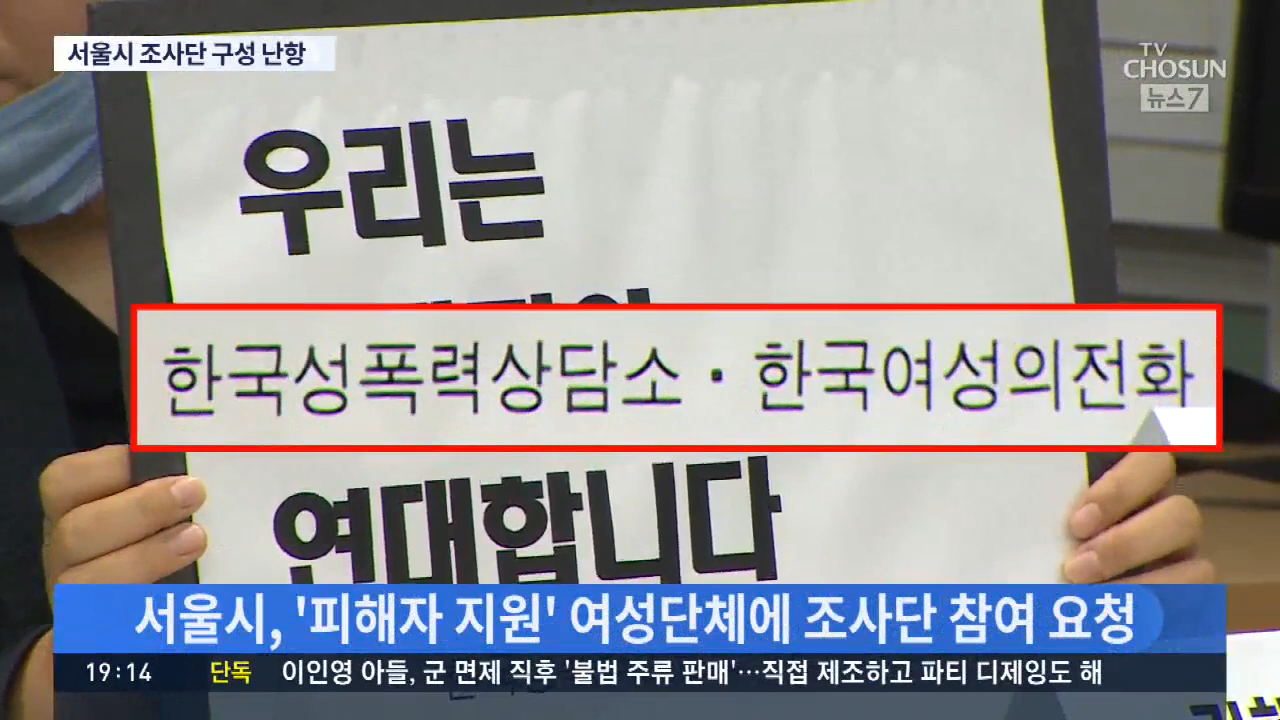 서울시 조사단 구성 난항
TV
CHOSUN
뉴스7
우리는
한국성폭력상담소·한국여성의전화
연대합니다
서울시, '피해자 지원' 여성단체에 조사단 참여 요청
19:14 단독 이인영 아들, 군 면제 직후 '불법 주류 판매'…직접 제조하고 파티 디제잉도 해